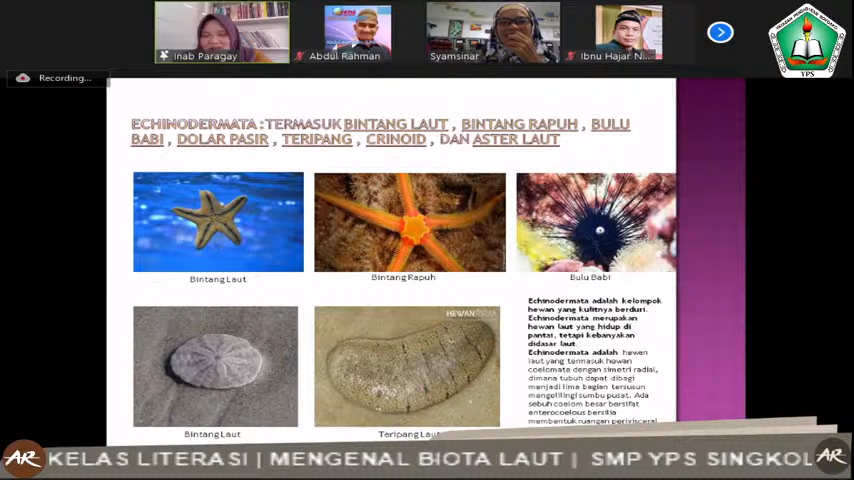 Inab Paragay
Abdul Rahman
Syamsinar
Ibnu Hajar N...
YPS
Recording...
ECHINODERMATA : TERMASUK BINTANG LAUT , BINTANG RAPUH , BULU
BABI , DOLAR PASIR , TERIPANG , CRINOID , DAN ASTER LAUT
Bintang Laut
Bintang Rapuh
Bulu Babi
HEWAN
Echinodermata adalah kelompok
hewan yang kulitnya berduri.
Echinodermata merupakan
hewan laut yang hidup di
pantai, tetapi kebanyakan
didasar laut.
Echinodermata adalah hewan
laut yang termasuk hewan
coelomate dengan simetri radial,
dimana tubuh dapat dibagi
menjadi lima bagian tersusun
mengelilingi sumbu pusat. Ada
sebuah coelom besar bersifat
enterocoelous bersilia
membentuk ruangan perivisceral
Bintang Laut
Teripang Laut
AR KELAS LITERASI | MENGENAL BIOTA LAUT | SMP YPS SINGKOL AR